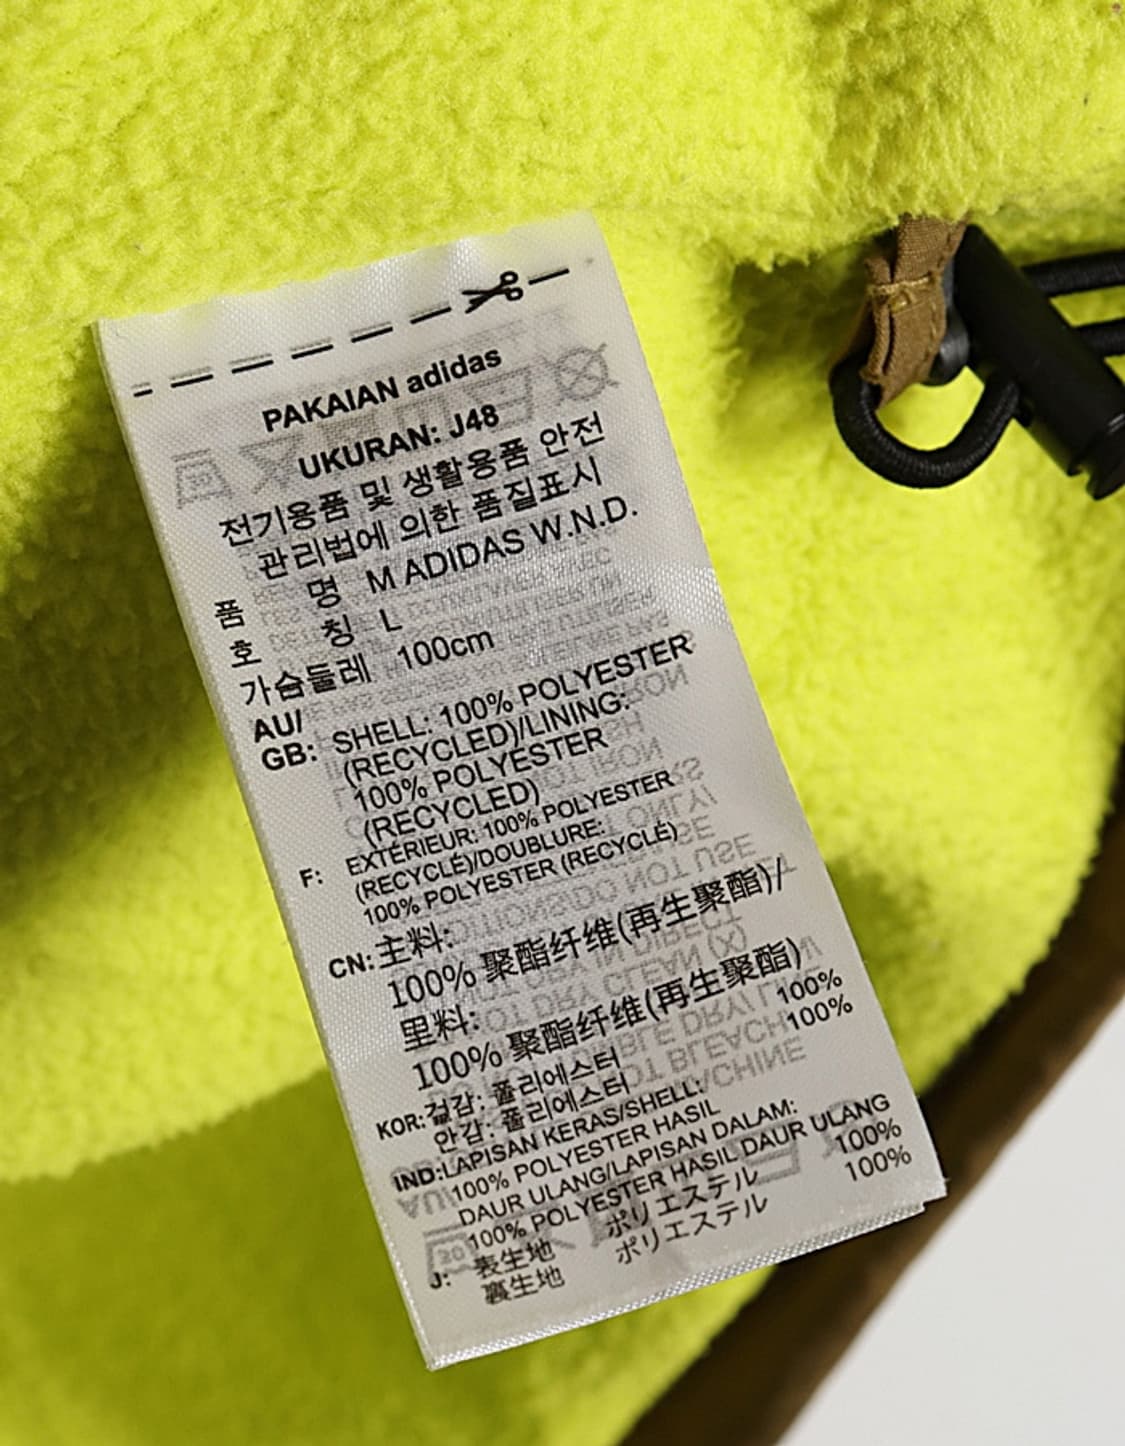 PAKAIAN adidas
UKURAN: J48
전기용품 및 생활용품 안전
관리법에 의한 품질표시
품 명 M ADIDAS W.N.D.
호 칭 L
가슴둘레 100cm
AU/
GB: SHELL: 100% POLYESTER
(RECYCLED)/LINING:
100% POLYESTER
(RECYCLED)
F: EXTÉRIEUR: 100% POLYESTER
(RECYCLÉ)/DOUBLURE:
100% POLYESTER (RECYCLÉ)
CN: 主料:
100% 聚酯纤维(再生聚酯)/
里料:
100% 聚酯纤维(再生聚酯)
KOR: 겉감: 폴리에스터 100%
안감: 폴리에스터 100%
IND: LAPISAN KERAS/SHELL:
100% POLYESTER HASIL
DAUR ULANG/LAPISAN DALAM:
100% POLYESTER HASIL DAUR ULANG
J: 表生地 ポリエステル 100%
裏生地 ポリエステル 100%